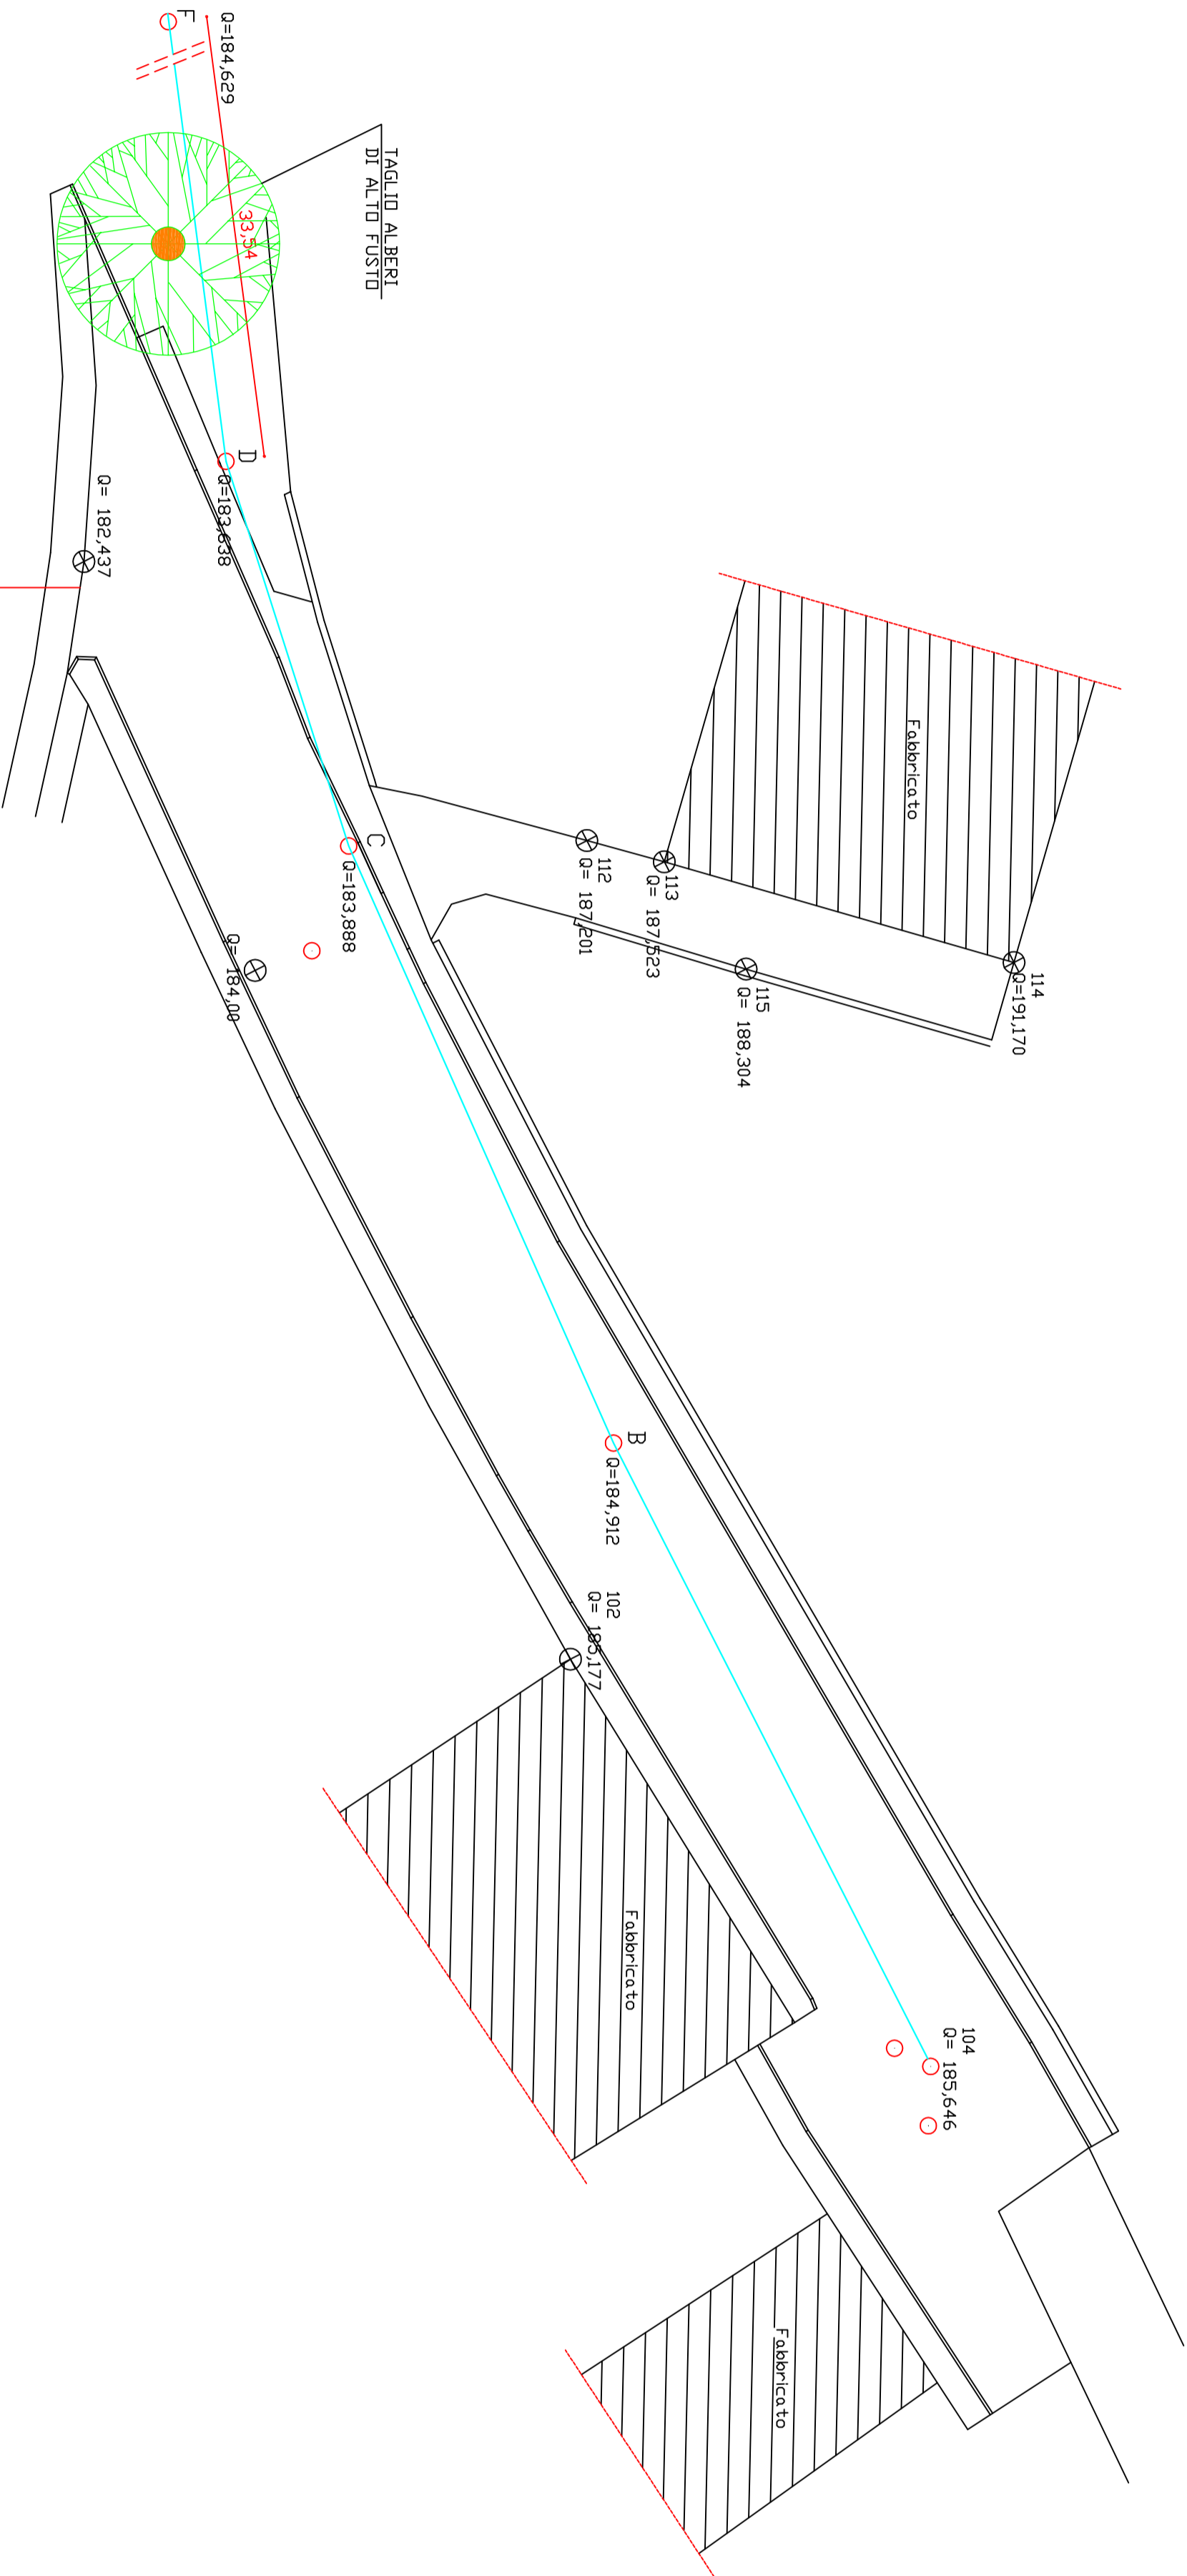 F
Q=184,629
33,54
TAGLIO ALBERI
DI ALTO FUSTO
D
Q=183,638
Q= 182,437
Fabbricato
C
Q=183,888
112
Q= 187,201
113
Q= 187,523
114
Q=191,170
115
Q= 188,304
Q= 184,00
B
Q=184,912
102
Q= 185,177
Fabbricato
104
Q= 185,646
Fabbricato